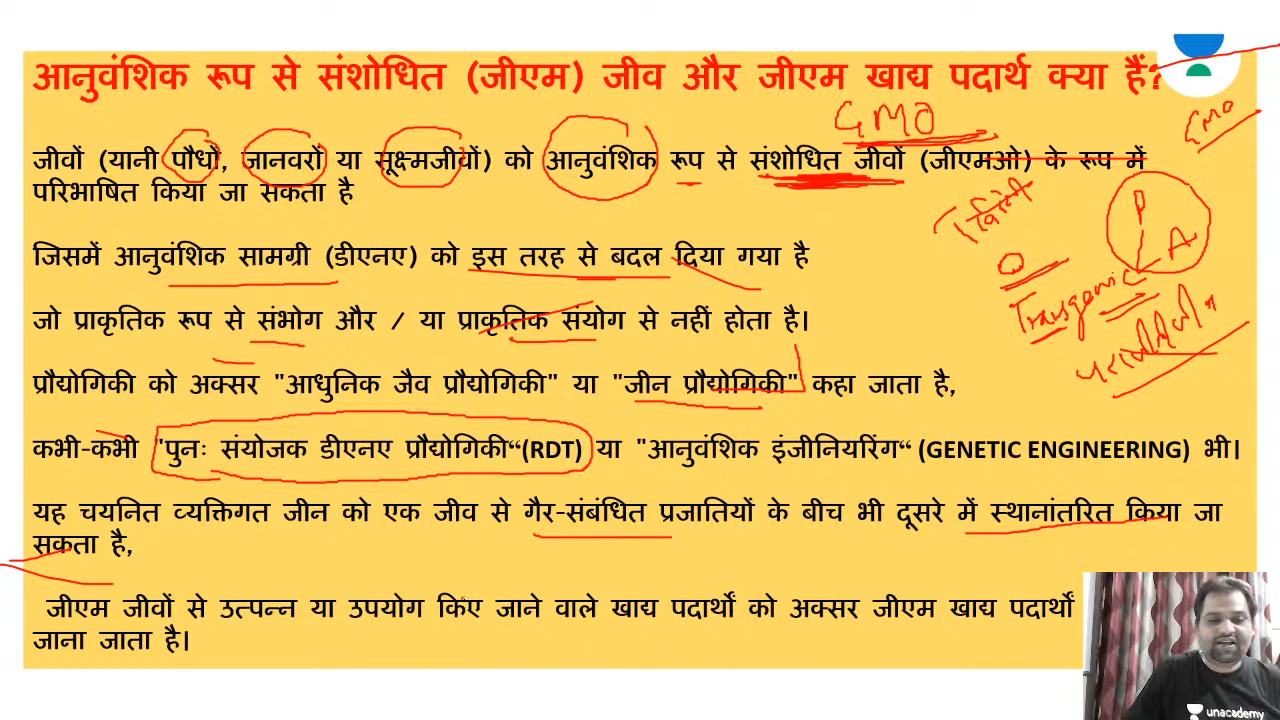 आनुवंशिक रूप से संशोधित (जीएम) जीव और जीएम खाद्य पदार्थ क्या हैं?
GMO
GMO
जीवों (यानी पौधों, जानवरों या सूक्ष्मजीवों) को आनुवंशिक रूप से संशोधित जीवों (जीएमओ) के रूप में
परिभाषित किया जा सकता है
P
A
जिसमें आनुवंशिक सामग्री (डीएनए) को इस तरह से बदल दिया गया है
Transgenic
जो प्राकृतिक रूप से संभोग और / या प्राकृतिक संयोग से नहीं होता है।
प्रौद्योगिकी को अक्सर "आधुनिक जैव प्रौद्योगिकी" या "जीन प्रौद्योगिकी" कहा जाता है,
कभी-कभी 'पुनः संयोजक डीएनए प्रौद्योगिकी“(RDT) या "आनुवंशिक इंजीनियरिंग“ (GENETIC ENGINEERING) भी।
यह चयनित व्यक्तिगत जीन को एक जीव से गैर-संबंधित प्रजातियों के बीच भी दूसरे में स्थानांतरित किया जा
सकता है,
जीएम जीवों से उत्पन्न या उपयोग किए जाने वाले खाद्य पदार्थों को अक्सर जीएम खाद्य पदार्थों
जाना जाता है।
unacademy